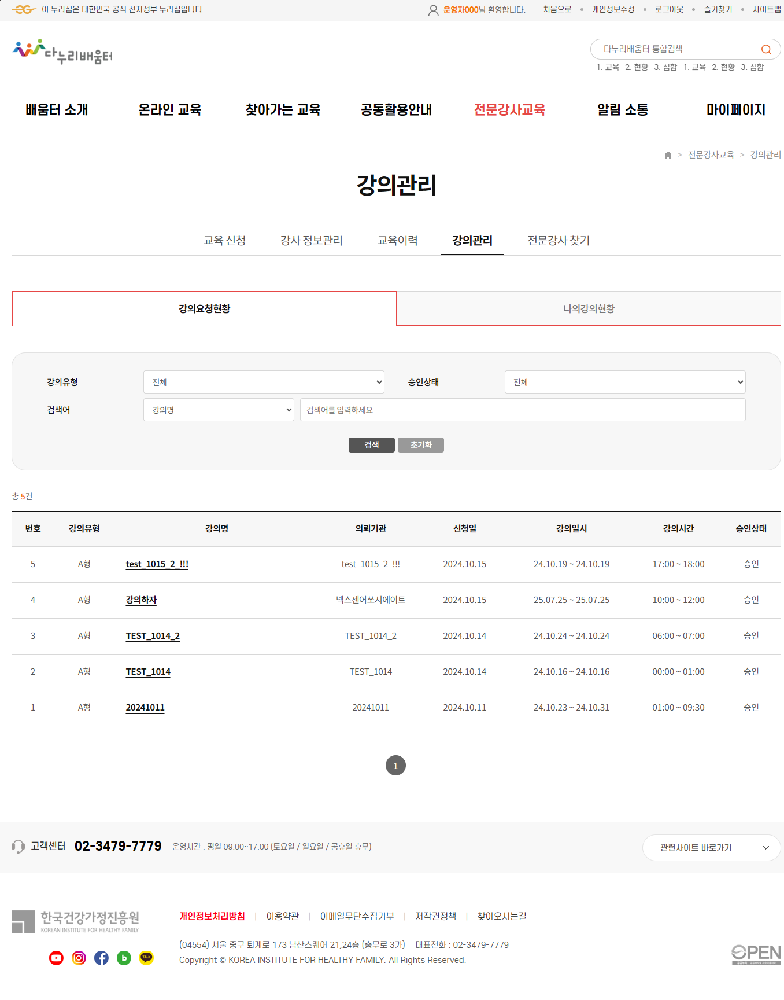 이 누리집은 대한민국 공식 전자정부 누리집입니다.
운영자000님 환영합니다. 처음으로 개인정보수정 로그아웃 즐겨찾기 사이트맵
다누리배움터
다누리배움터 통합검색
1. 교육 2. 현황 3. 집합 1. 교육 2. 현황 3. 집합
배움터 소개 온라인 교육 찾아가는 교육 공동활용안내 전문강사교육 알림 소통 마이페이지
> 전문강사교육 > 강의관리
강의관리
교육 신청 강사 정보관리 교육이력 강의관리 전문강사 찾기
강의요청현황 나의강의현황
강의유형 전체 승인상태 전체
검색어 강의명 검색어를 입력하세요
검색 초기화
총 5건
번호 강의유형 강의명 의뢰기관 신청일 강의일시 강의시간 승인상태
5 A형 test_1015_2_!!! test_1015_2_!!! 2024.10.15 24.10.19 ~ 24.10.19 17:00 ~ 18:00 승인
4 A형 강의하자 넥스젠어쏘시에이트 2024.10.15 25.07.25 ~ 25.07.25 10:00 ~ 12:00 승인
3 A형 TEST_1014_2 TEST_1014_2 2024.10.14 24.10.24 ~ 24.10.24 06:00 ~ 07:00 승인
2 A형 TEST_1014 TEST_1014 2024.10.14 24.10.16 ~ 24.10.16 00:00 ~ 01:00 승인
1 A형 20241011 20241011 2024.10.11 24.10.23 ~ 24.10.31 01:00 ~ 09:30 승인
1
고객센터 02-3479-7779 운영시간 : 평일 09:00~17:00 (토요일 / 일요일 / 공휴일 휴무) 관련사이트 바로가기
한국건강가정진흥원
KOREAN INSTITUTE FOR HEALTHY FAMILY
개인정보처리방침 | 이용약관 | 이메일무단수집거부 | 저작권정책 | 찾아오시는길
(04554) 서울 중구 퇴계로 173 남산스퀘어 21,24층 (충무로 3가) 대표전화 : 02-3479-7779
Copyright © KOREA INSTITUTE FOR HEALTHY FAMILY. All Rights Reserved.
b TALK
OPEN